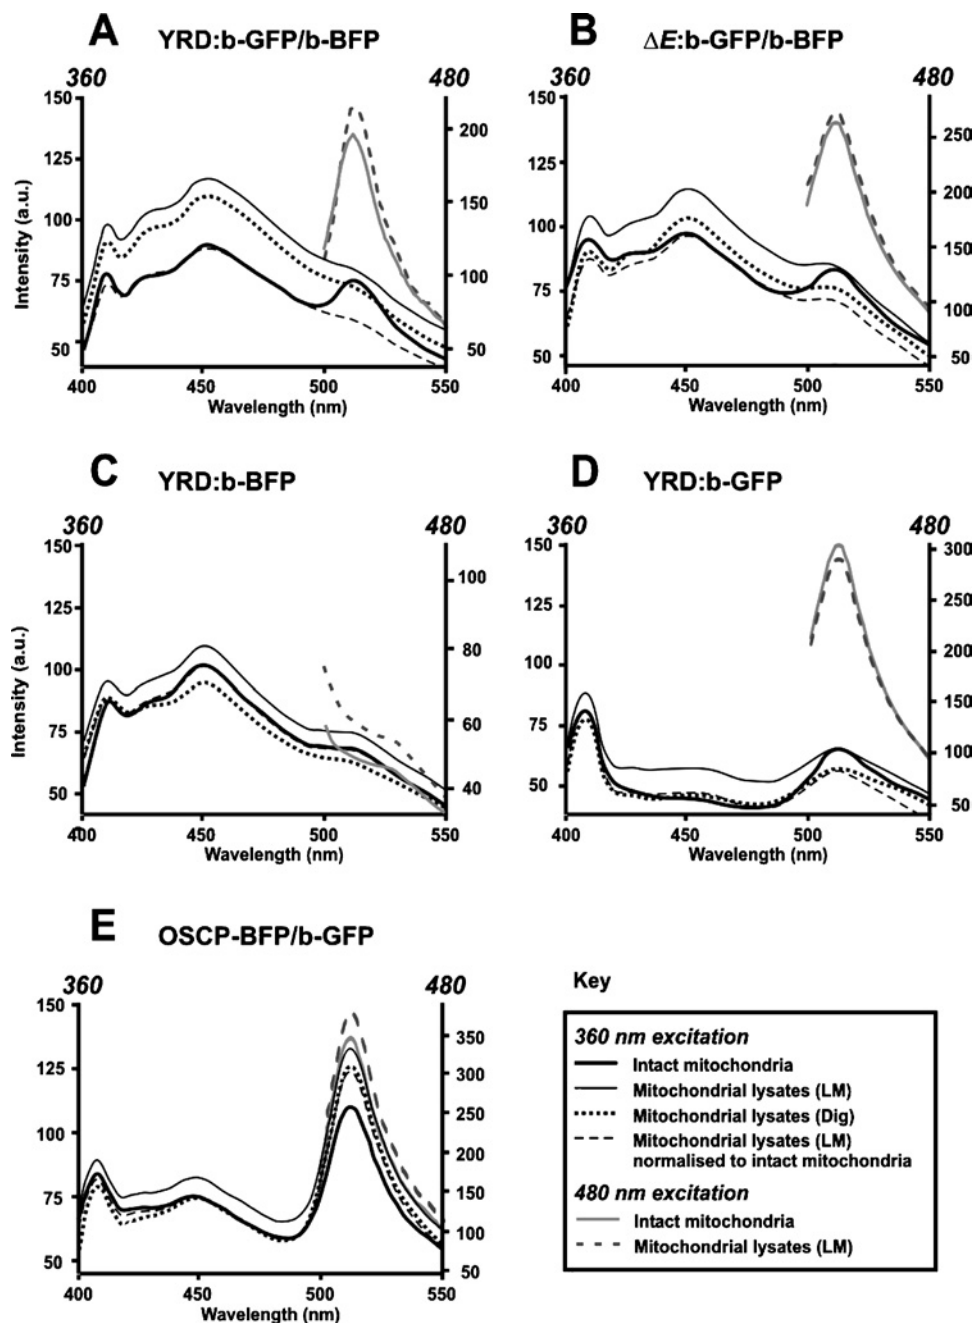 A YRD:b-GFP/b-BFP
360 480
150
125
100
75
50
200
150
100
50
Intensity (a.u.)
400 450 500 550
Wavelength (nm)
B ΔE:b-GFP/b-BFP
360 480
150
125
100
75
50
250
200
150
100
50
400 450 500 550
Wavelength (nm)
C YRD:b-BFP
360 480
150
125
100
75
50
100
80
60
40
Intensity (a.u.)
400 450 500 550
Wavelength (nm)
D YRD:b-GFP
360 480
150
125
100
75
50
300
250
200
150
100
50
400 450 500 550
Wavelength (nm)
E OSCP-BFP/b-GFP
360 480
150
125
100
75
50
350
300
250
200
150
100
50
400 450 500 550
Wavelength (nm)
Key
360 nm excitation
Intact mitochondria
Mitochondrial lysates (LM)
Mitochondrial lysates (Dig)
Mitochondrial lysates (LM)
normalised to intact mitochondria
480 nm excitation
Intact mitochondria
Mitochondrial lysates (LM)